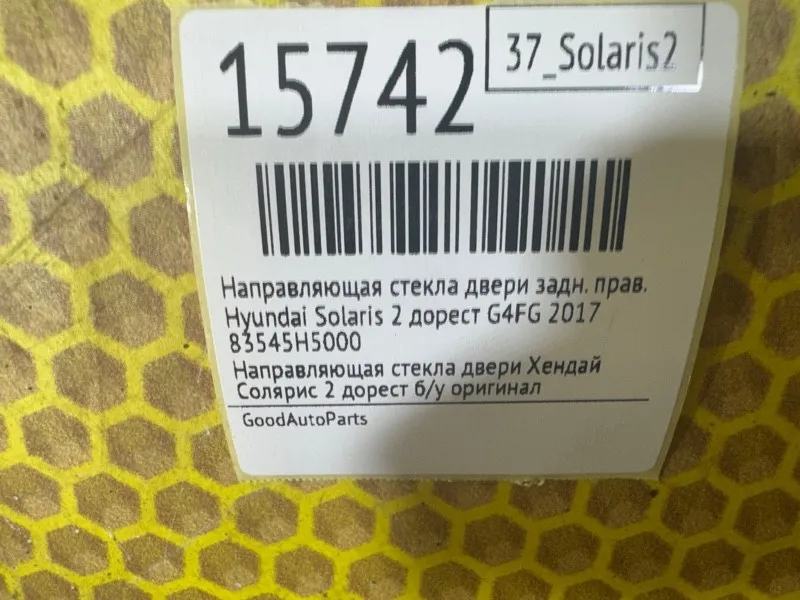 15742
37_Solaris2
Направляющая стекла двери задн. прав.
Hyundai Solaris 2 дорест G4FG 2017
83545H5000
Направляющая стекла двери Хендай
Солярис 2 дорест б/у оригинал
GoodAutoParts